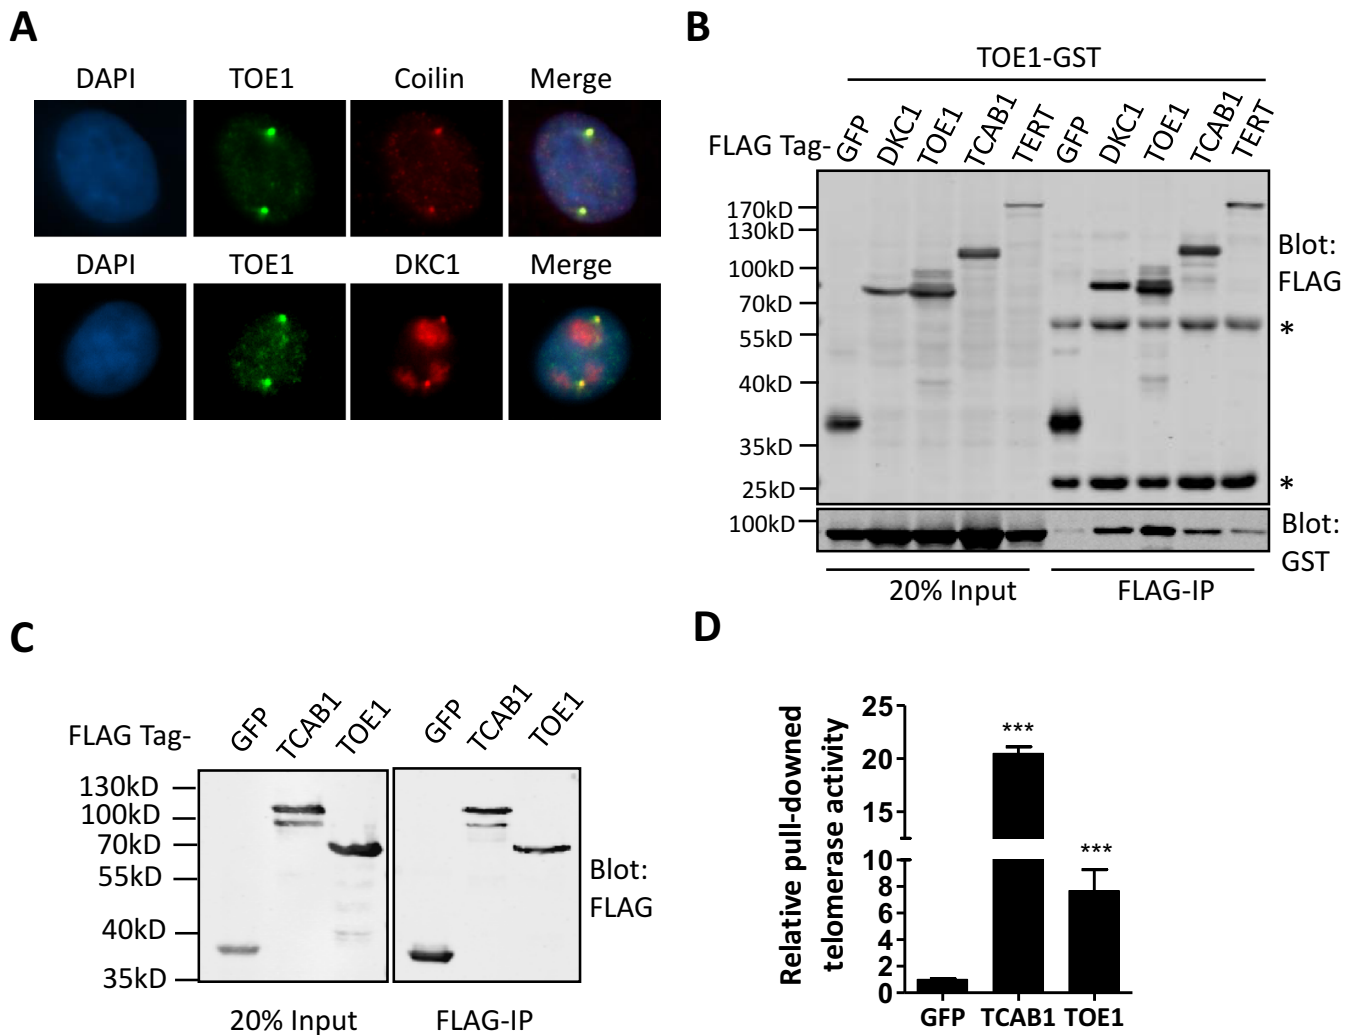 A
DAPI TOE1 Coilin Merge
DAPI TOE1 DKC1 Merge
B
TOE1-GST
FLAG Tag- GFP DKC1 TOE1 TCAB1 TERT GFP DKC1 TOE1 TCAB1 TERT
170kD
130kD
100kD
70kD
55kD
40kD
35kD
25kD
Blot:
FLAG
*
*
100kD
Blot:
GST
20% Input FLAG-IP
C
FLAG Tag- GFP TCAB1 TOE1 GFP TCAB1 TOE1
130kD
100kD
70kD
55kD
40kD
35kD
Blot:
FLAG
20% Input FLAG-IP
D
Relative pull-downed
telomerase activity
25
20
15
10
8
6
4
2
0
***
***
GFP TCAB1 TOE1